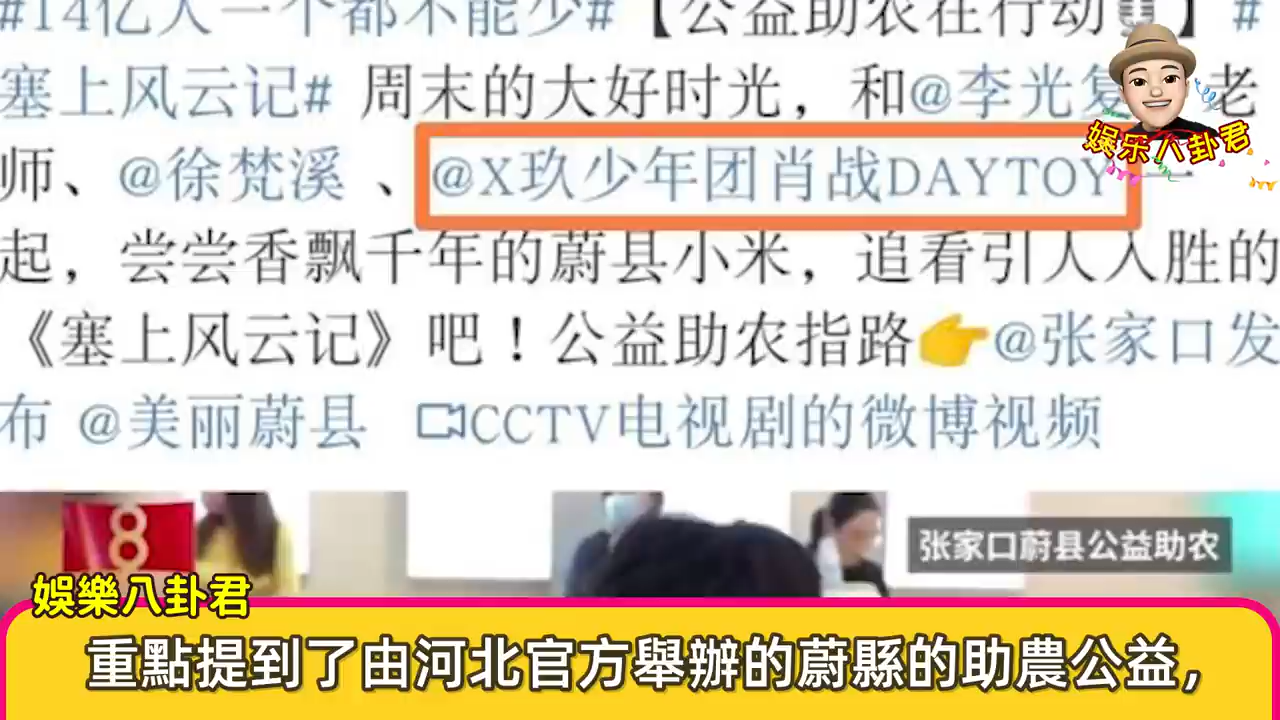 #14亿人一个都不能少#【公益助农在行动🎙️】#
塞上风云记# 周末的大好时光，和@李光复 老
师、@徐梵溪 、@X玖少年团肖战DAYTOY 一
起，尝尝香飘千年的蔚县小米，追看引人入胜的
《塞上风云记》吧！公益助农指路👉@张家口发
布 @美丽蔚县 CCTV电视剧的微博视频
娱乐八卦君
8
张家口蔚县公益助农
娛樂八卦君
重點提到了由河北官方舉辦的蔚縣的助農公益，